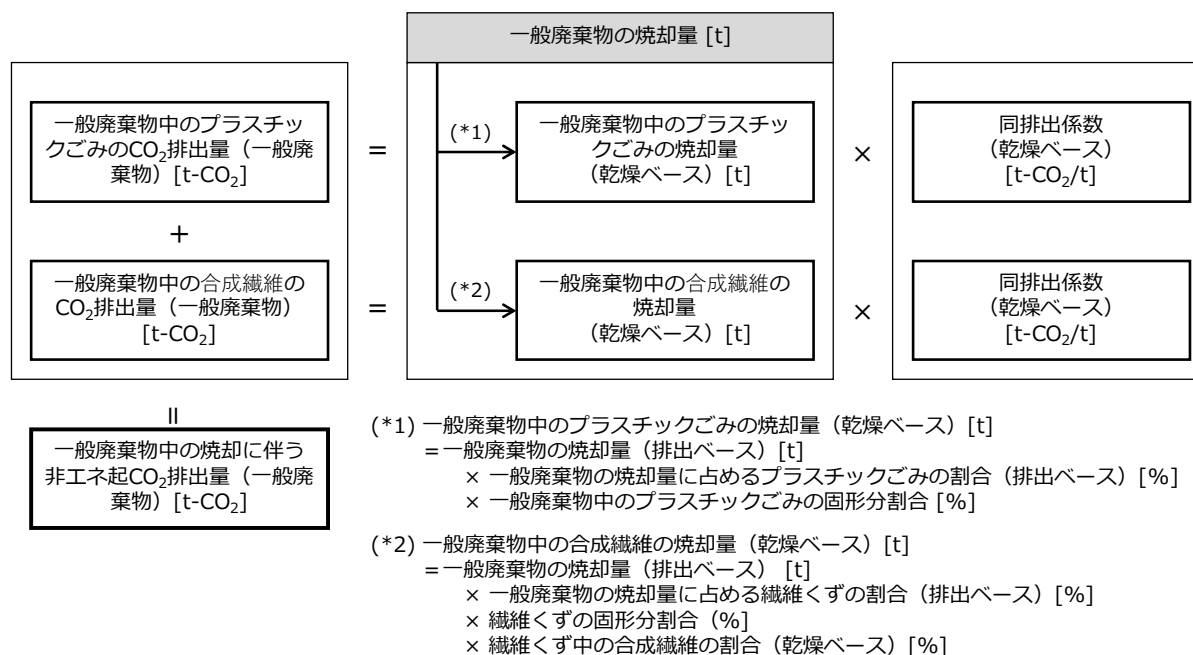 一般廃棄物の焼却量 [t]
一般廃棄物中のプラスチッ
クごみのCO₂排出量（一般廃
棄物）[t-CO₂]
=
(*1)
一般廃棄物中のプラスチッ
クごみの焼却量
（乾燥ベース）[t]
×
同排出係数
（乾燥ベース）
[t-CO₂/t]
+
一般廃棄物中の合成繊維の
CO₂排出量（一般廃棄物）
[t-CO₂]
=
(*2)
一般廃棄物中の合成繊維の
焼却量
（乾燥ベース）[t]
×
同排出係数
（乾燥ベース）
[t-CO₂/t]
=
一般廃棄物中の焼却に伴う
非エネ起CO₂排出量（一般廃
棄物）[t-CO₂]
(*1) 一般廃棄物中のプラスチックごみの焼却量（乾燥ベース）[t]
＝一般廃棄物の焼却量（排出ベース）[t]
× 一般廃棄物の焼却量に占めるプラスチックごみの割合（排出ベース）[%]
× 一般廃棄物中のプラスチックごみの固形分割合 [%]
(*2) 一般廃棄物中の合成繊維の焼却量（乾燥ベース）[t]
＝一般廃棄物の焼却量（排出ベース） [t]
× 一般廃棄物の焼却量に占める繊維くずの割合（排出ベース）[%]
× 繊維くずの固形分割合（%]
× 繊維くず中の合成繊維の割合（乾燥ベース）[%]